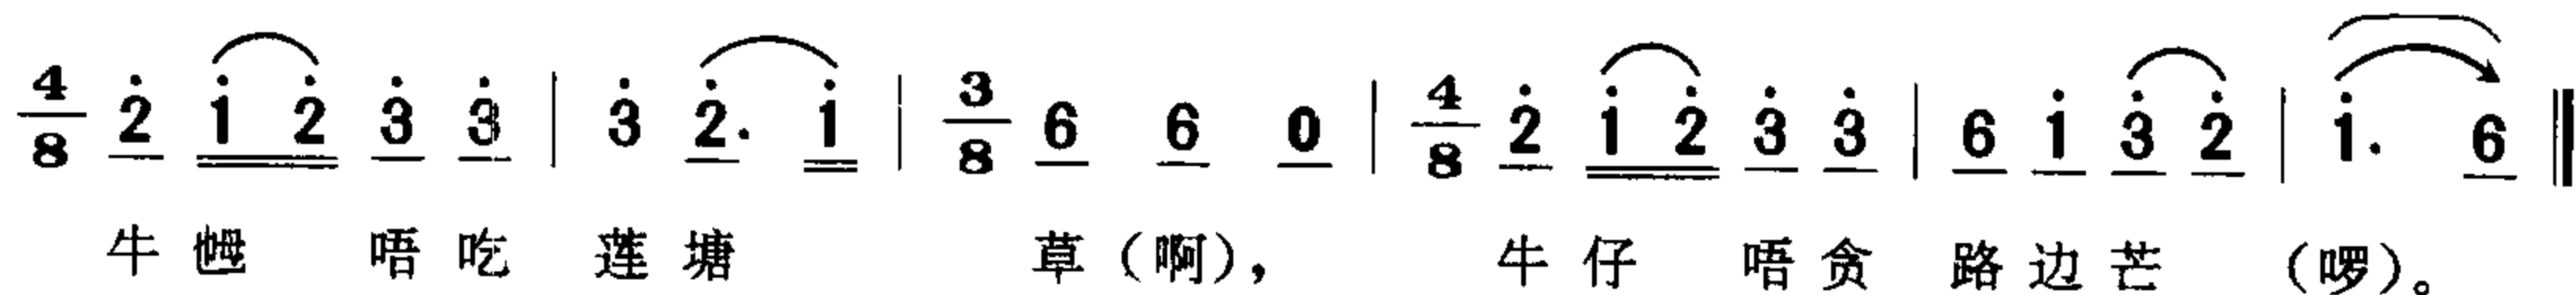 4/8 2̇ 1̇ 2̇ 3̇ 3̇ | 3̇ 2̇· 1̇ | 3/8 6 6 0 | 4/8 2̇ 1̇ 2̇ 3̇ 3̇ | 6 1̇ 3̇ 2̇ | 1̇· 6 ‖
牛乸 唔吃 莲塘 草（啊）， 牛仔 唔贪 路边芒 （啰）。